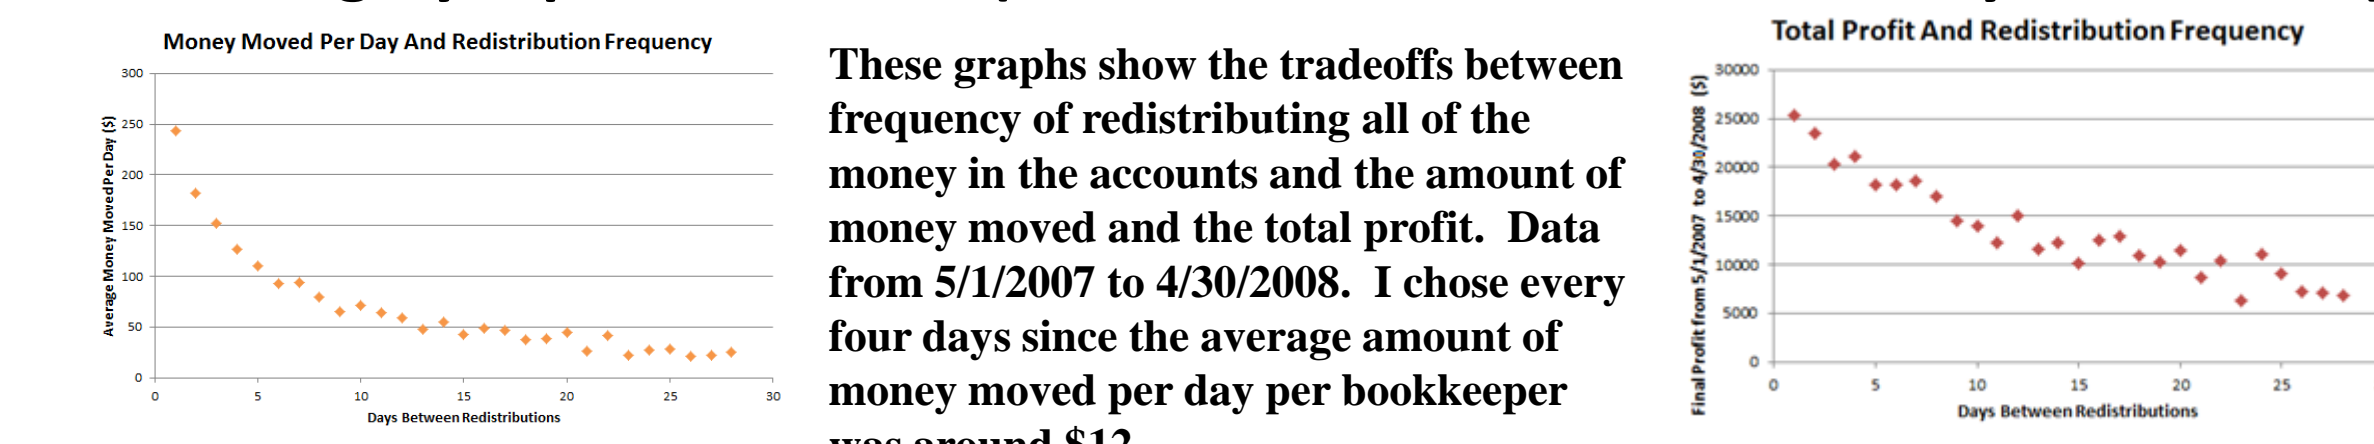 Money Moved Per Day And Redistribution Frequency
300
250
200
150
100
50
0
Average Money Moved Per Day ($)
0 5 10 15 20 25 30
Days Between Redistributions
These graphs show the tradeoffs between
frequency of redistributing all of the
money in the accounts and the amount of
money moved and the total profit.  Data
from 5/1/2007 to 4/30/2008.  I chose every
four days since the average amount of
money moved per day per bookkeeper
was around $12
Total Profit And Redistribution Frequency
30000
25000
20000
15000
10000
5000
0
Final Profit from 5/1/2007 to 4/30/2008 ($)
0 5 10 15 20 25
Days Between Redistributions